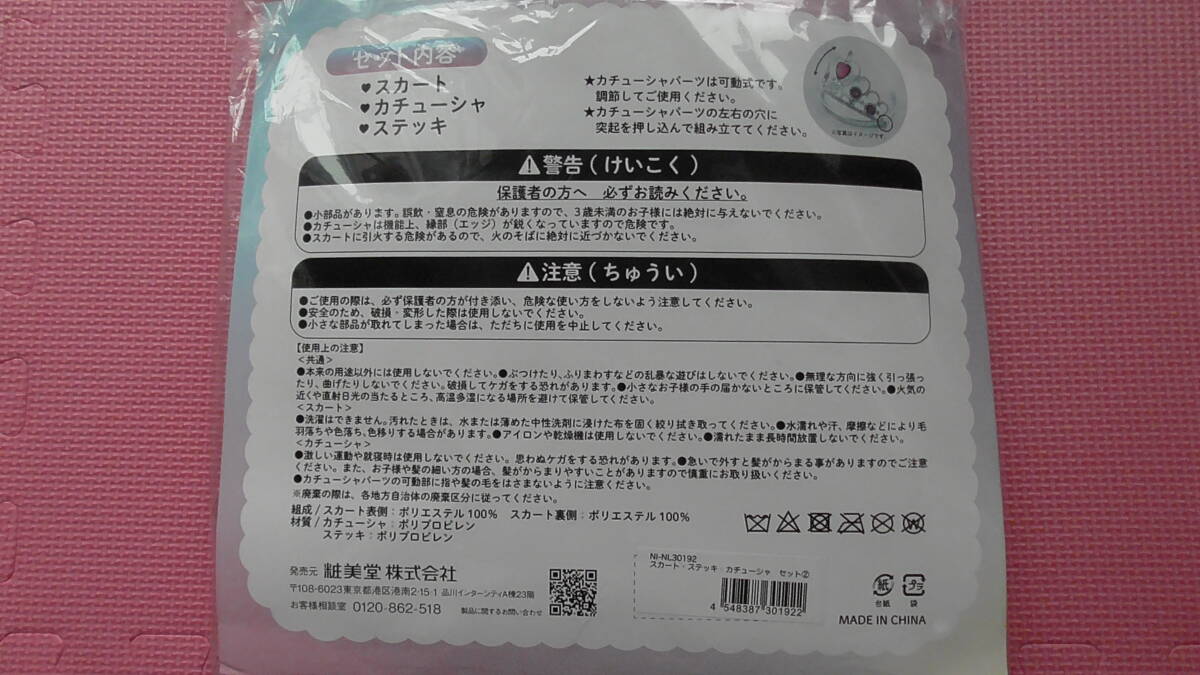 セット内容
♥スカート
♥カチューシャ
♥ステッキ
★カチューシャパーツは可動式です。
調節してご使用ください。
★カチューシャパーツの左右の穴に
突起を押し込んで組み立ててください。
※写真はイメージです。
⚠警告(けいこく)
保護者の方へ 必ずお読みください。
●小部品があります。誤飲・窒息の危険がありますので、3歳未満のお子様には絶対に与えないでください。
●カチューシャは機能上、縁部（エッジ）が鋭くなっていますので危険です。
●スカートに引火する危険があるので、火のそばに絶対に近づかないでください。
⚠注意(ちゅうい)
●ご使用の際は、必ず保護者の方が付き添い、危険な使い方をしないよう注意してください。
●安全のため、破損・変形した際は使用しないでください。
●小さな部品が取れてしまった場合は、ただちに使用を中止してください。
【使用上の注意】
＜共通＞
●本来の用途以外には使用しないでください。●ぶつけたり、ふりまわすなどの乱暴な遊びはしないでください。●無理な方向に強く引っ張っ
たり、曲げたりしないでください。破損してケガをする恐れがあります。●小さなお子様の手の届かないところに保管してください。●火気の
近くや直射日光の当たるところ、高温多湿になる場所を避けて保管してください。
＜スカート＞
●洗濯はできません。汚れたときは、水または薄めた中性洗剤に浸けた布を固く絞り拭き取ってください。●水濡れや汗、摩擦などにより毛
羽落ちや色落ち、色移りする場合があります。●アイロンや乾燥機は使用しないでください。●濡れたまま長時間放置しないでください。
＜カチューシャ＞
●激しい運動や就寝時は使用しないでください。思わぬケガをする恐れがあります。●急いで外すと髪がからまる事がありますのでご注意
ください。また、お子様や髪の細い方の場合、髪がからまりやすいことがありますので慎重にお取り扱いください。
●カチューシャパーツの可動部に指や髪の毛をはさまないように注意ください。
※廃棄の際は、各地方自治体の廃棄区分に従ってください。
組成/スカート表側：ポリエステル100% スカート裏側：ポリエステル100%
材質/カチューシャ：ポリプロピレン
ステッキ：ポリプロピレン
発売元 粧美堂株式会社
〒108-6023東京都港区港南2-15-1 品川インターシティA棟23階
お客様相談室 0120-862-518
製品に関するお問い合わせ
NI-NL30192
スカート・ステッキ・カチューシャ セット②
4 548387 301922
紙
台紙
プラ
袋
MADE IN CHINA